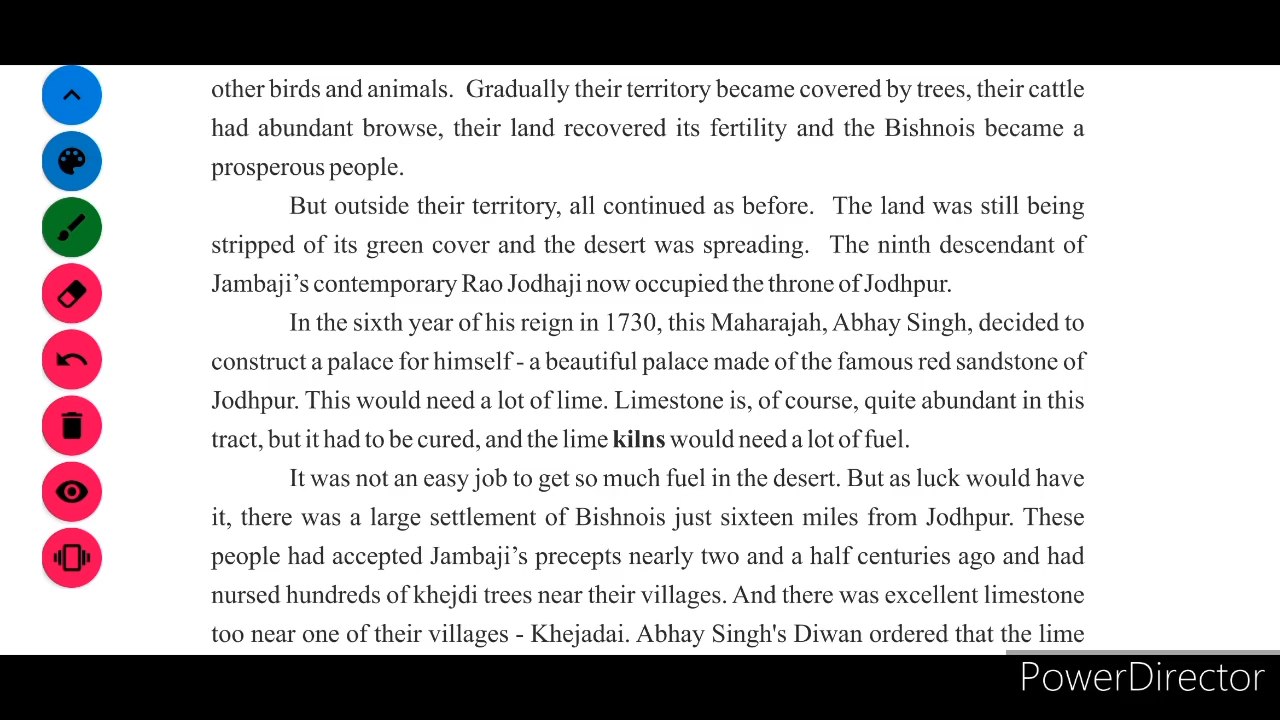 other birds and animals.  Gradually their territory became covered by trees, their cattle
had abundant browse, their land recovered its fertility and the Bishnois became a
prosperous people.
But outside their territory, all continued as before.  The land was still being
stripped of its green cover and the desert was spreading.  The ninth descendant of
Jambaji’s contemporary Rao Jodhaji now occupied the throne of Jodhpur.
In the sixth year of his reign in 1730, this Maharajah, Abhay Singh, decided to
construct a palace for himself - a beautiful palace made of the famous red sandstone of
Jodhpur. This would need a lot of lime. Limestone is, of course, quite abundant in this
tract, but it had to be cured, and the lime kilns would need a lot of fuel.
It was not an easy job to get so much fuel in the desert. But as luck would have
it, there was a large settlement of Bishnois just sixteen miles from Jodhpur. These
people had accepted Jambaji’s precepts nearly two and a half centuries ago and had
nursed hundreds of khejdi trees near their villages. And there was excellent limestone
too near one of their villages - Khejadai. Abhay Singh's Diwan ordered that the lime
PowerDirector